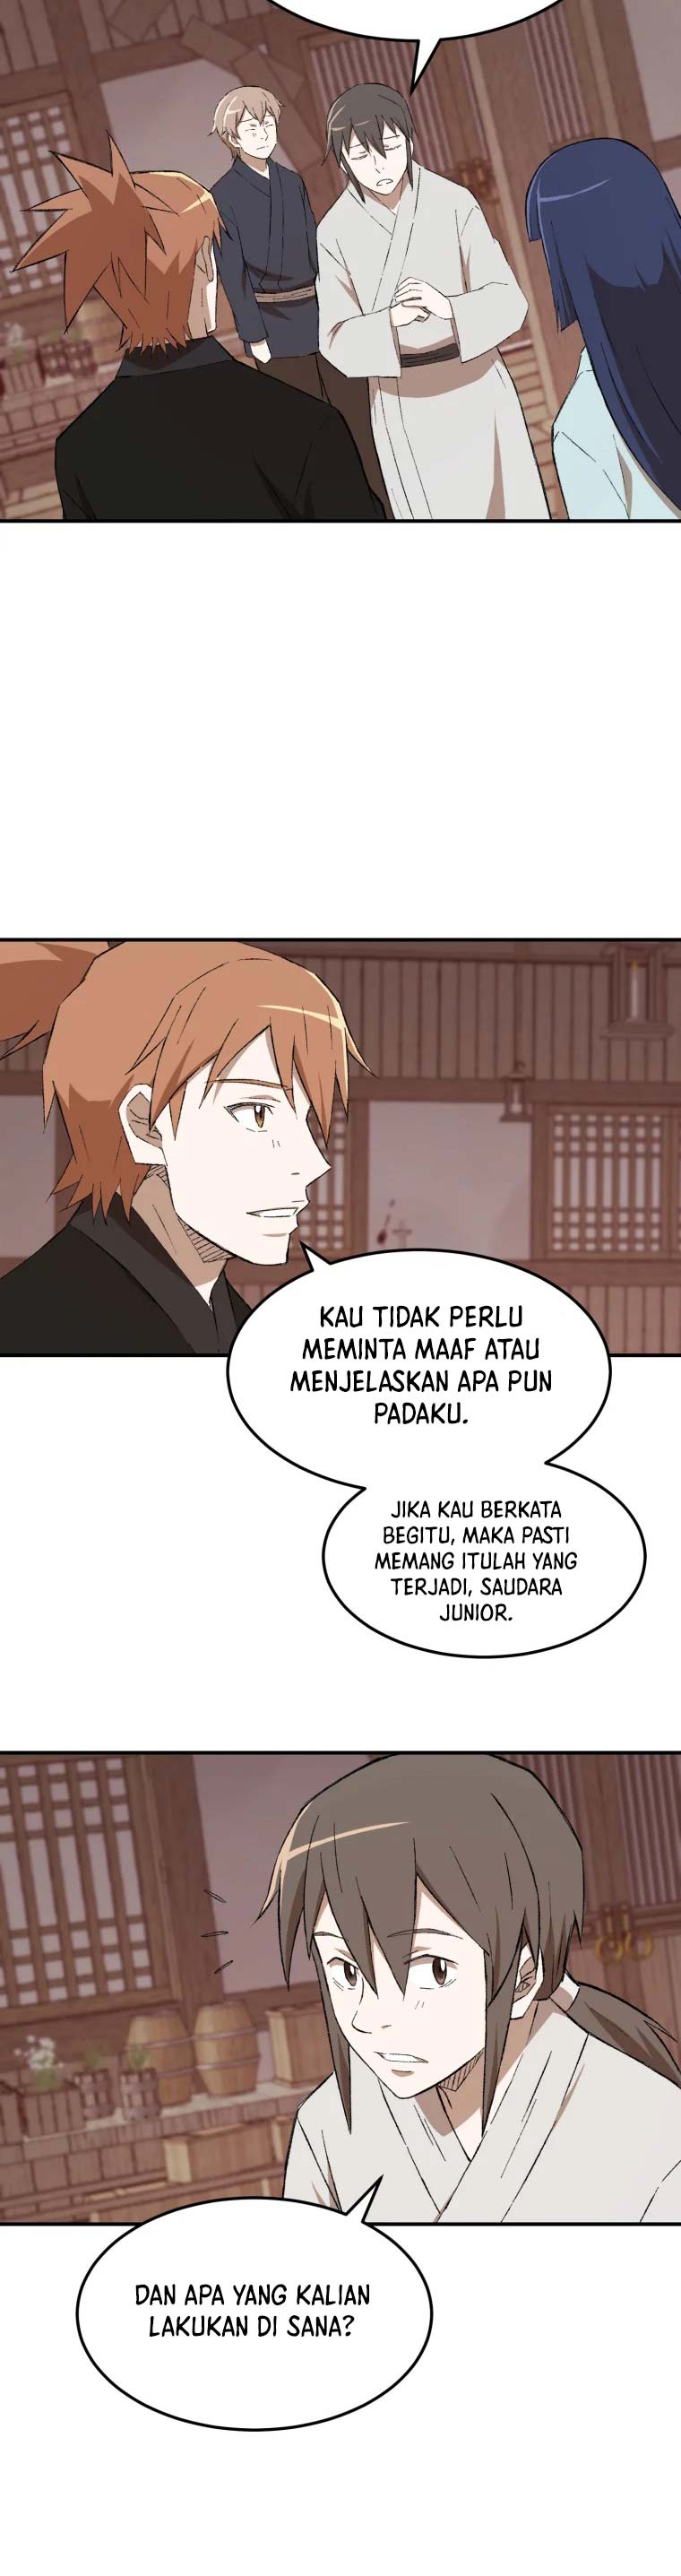 KAU TIDAK PERLU
MEMINTA MAAF ATAU
MENJELASKAN APA PUN
PADAKU.
JIKA KAU BERKATA
BEGITU, MAKA PASTI
MEMANG ITULAH YANG
TERJADI, SAUDARA
JUNIOR.
DAN APA YANG KALIAN
LAKUKAN DI SANA?